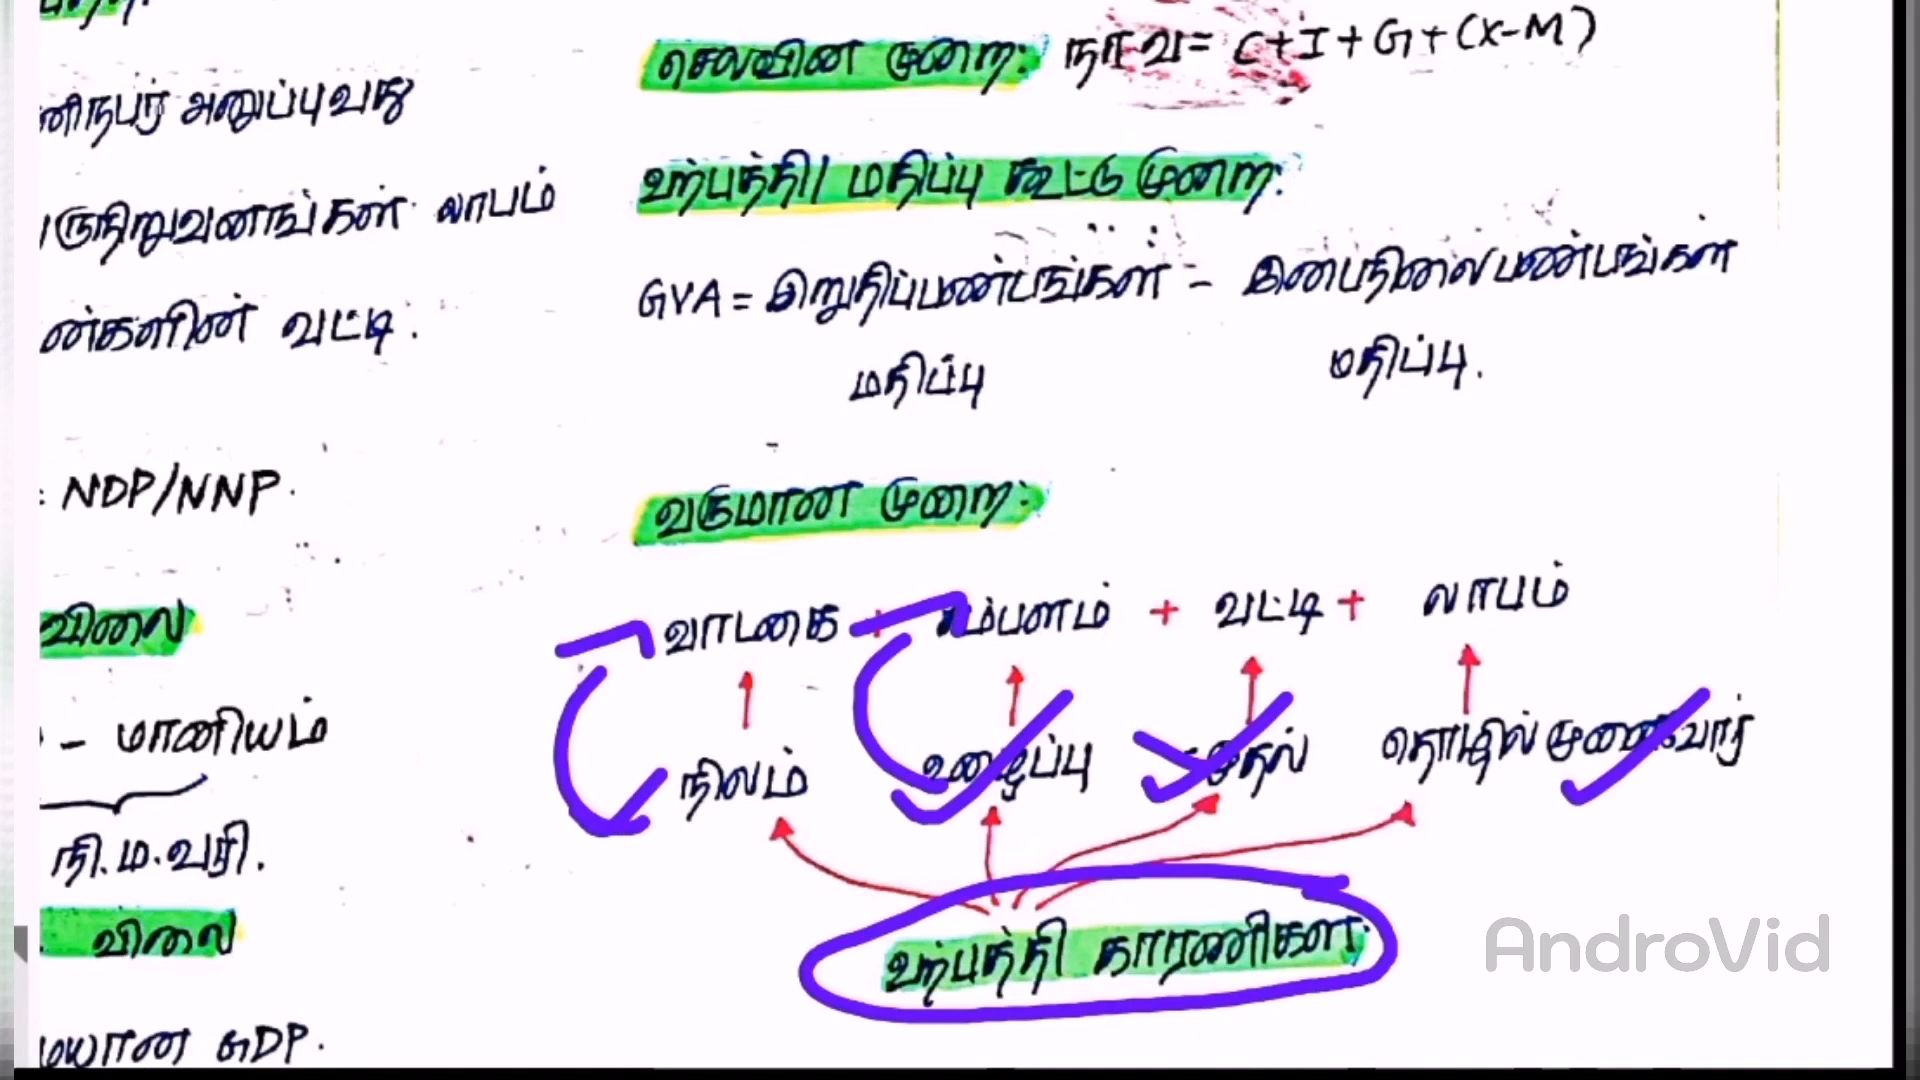 செலவின முறை: நா.வ = C+I+G+(X-M)
உற்பத்தி/ மதிப்பு கூட்டு முறை:
GVA = இறுதிப்பண்டங்கள் - இடைநிலை பண்டங்கள்
மதிப்பு மதிப்பு.
வருமான முறை:
வாடகை + சம்பளம் + வட்டி + லாபம்
நிலம் உழைப்பு முதல் தொழில் முனைவோர்
உற்பத்தி காரணிகள்
னிநபர் அனுப்புவது
ருநிறுவனங்கள் லாபம்
ன்களின் வட்டி.
: NDP/NNP.
விலை
- மானியம்
நி.ம.வரி.
விலை
மையான GDP.
AndroVid